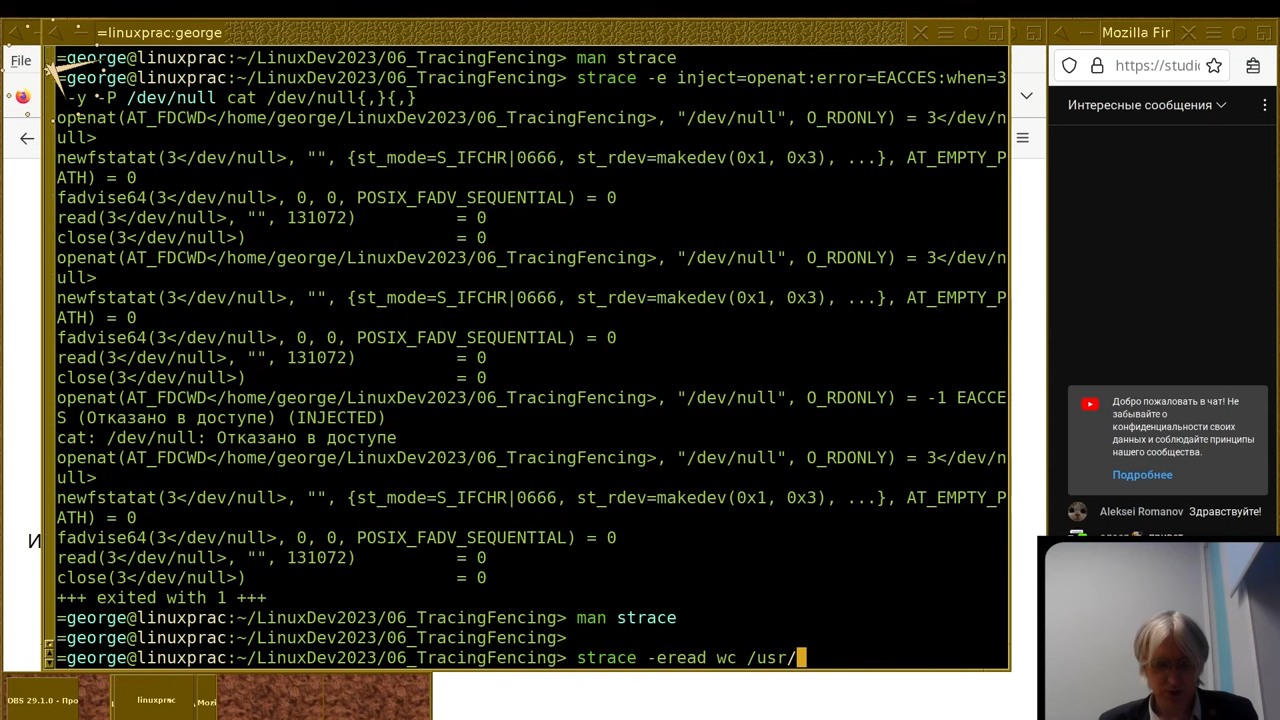 =linuxprac:george
Mozilla Fir
File
https://studio
=george@linuxprac:~/LinuxDev2023/06_TracingFencing> man strace
=george@linuxprac:~/LinuxDev2023/06_TracingFencing> strace -e inject=openat:error=EACCES:when=3
-y -P /dev/null cat /dev/null{,}{,}
openat(AT_FDCWD</home/george/LinuxDev2023/06_TracingFencing>, "/dev/null", O_RDONLY) = 3</dev/n
ull>
newfstatat(3</dev/null>, "", {st_mode=S_IFCHR|0666, st_rdev=makedev(0x1, 0x3), ...}, AT_EMPTY_P
ATH) = 0
fadvise64(3</dev/null>, 0, 0, POSIX_FADV_SEQUENTIAL) = 0
read(3</dev/null>, "", 131072)          = 0
close(3</dev/null>)                     = 0
openat(AT_FDCWD</home/george/LinuxDev2023/06_TracingFencing>, "/dev/null", O_RDONLY) = 3</dev/n
ull>
newfstatat(3</dev/null>, "", {st_mode=S_IFCHR|0666, st_rdev=makedev(0x1, 0x3), ...}, AT_EMPTY_P
ATH) = 0
fadvise64(3</dev/null>, 0, 0, POSIX_FADV_SEQUENTIAL) = 0
read(3</dev/null>, "", 131072)          = 0
close(3</dev/null>)                     = 0
openat(AT_FDCWD</home/george/LinuxDev2023/06_TracingFencing>, "/dev/null", O_RDONLY) = -1 EACCE
S (Отказано в доступе) (INJECTED)
cat: /dev/null: Отказано в доступе
openat(AT_FDCWD</home/george/LinuxDev2023/06_TracingFencing>, "/dev/null", O_RDONLY) = 3</dev/n
ull>
newfstatat(3</dev/null>, "", {st_mode=S_IFCHR|0666, st_rdev=makedev(0x1, 0x3), ...}, AT_EMPTY_P
ATH) = 0
fadvise64(3</dev/null>, 0, 0, POSIX_FADV_SEQUENTIAL) = 0
read(3</dev/null>, "", 131072)          = 0
close(3</dev/null>)                     = 0
+++ exited with 1 +++
=george@linuxprac:~/LinuxDev2023/06_TracingFencing> man strace
=george@linuxprac:~/LinuxDev2023/06_TracingFencing>
=george@linuxprac:~/LinuxDev2023/06_TracingFencing> strace -eread wc /usr/
И
Интересные сообщения
Добро пожаловать в чат! Не
забывайте о
конфиденциальности своих
данных и соблюдайте принципы
нашего сообщества.
Подробнее
Aleksei Romanov Здравствуйте!
DBS 29.1.0 - Про
linuxprac
Mozi